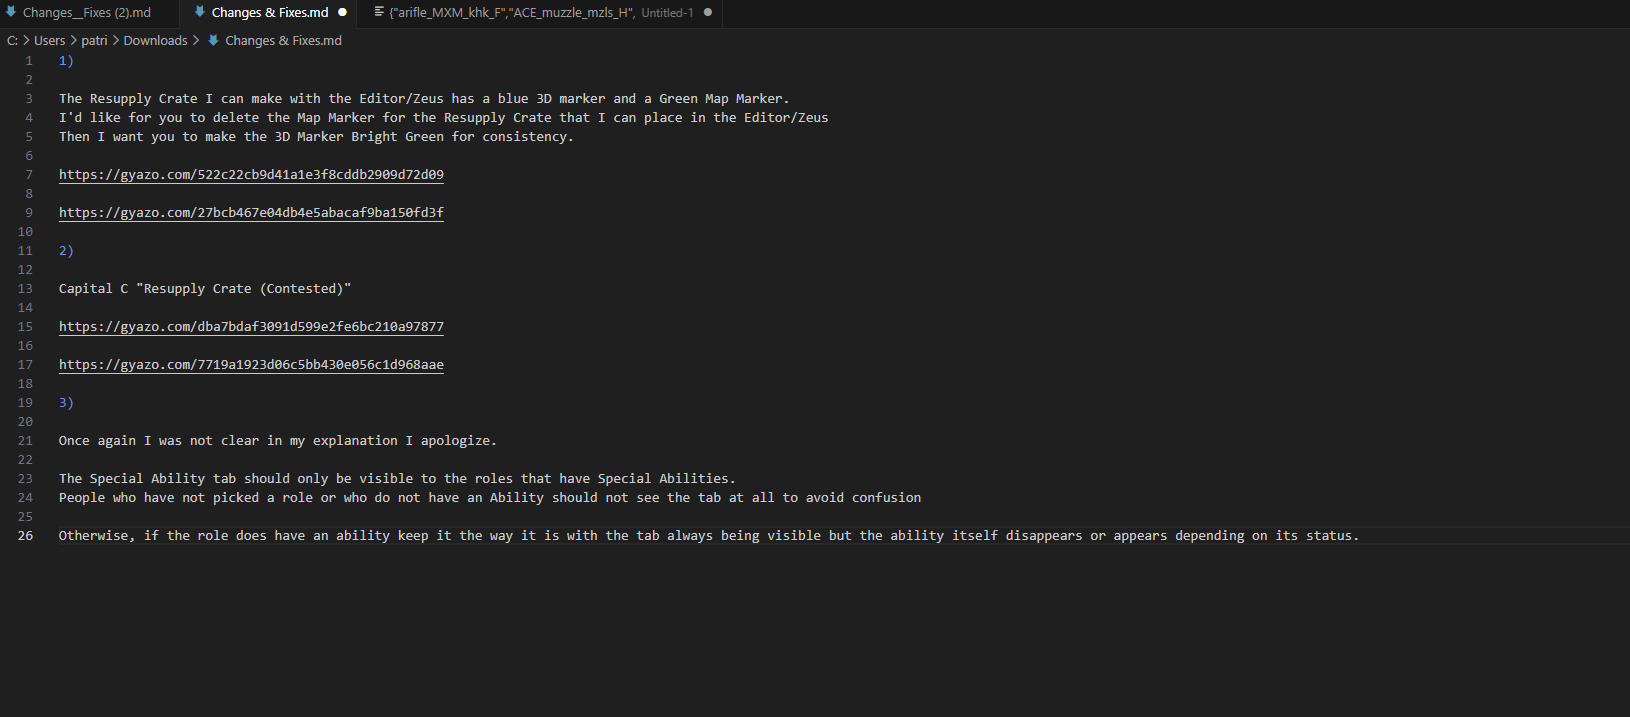 Changes__Fixes (2).md
Changes & Fixes.md
{"arifle_MXM_khk_F","ACE_muzzle_mzls_H", Untitled-1
C: > Users > patri > Downloads > Changes & Fixes.md
1 1)
2
3 The Resupply Crate I can make with the Editor/Zeus has a blue 3D marker and a Green Map Marker.
4 I'd like for you to delete the Map Marker for the Resupply Crate that I can place in the Editor/Zeus
5 Then I want you to make the 3D Marker Bright Green for consistency.
6
7 https://gyazo.com/522c22cb9d41a1e3f8cddb2909d72d09
8
9 https://gyazo.com/27bcb467e04db4e5abacaf9ba150fd3f
10
11 2)
12
13 Capital C "Resupply Crate (Contested)"
14
15 https://gyazo.com/dba7bdaf3091d599e2fe6bc210a97877
16
17 https://gyazo.com/7719a1923d06c5bb430e056c1d968aae
18
19 3)
20
21 Once again I was not clear in my explanation I apologize.
22
23 The Special Ability tab should only be visible to the roles that have Special Abilities.
24 People who have not picked a role or who do not have an Ability should not see the tab at all to avoid confusion
25
26 Otherwise, if the role does have an ability keep it the way it is with the tab always being visible but the ability itself disappears or appears depending on its status.